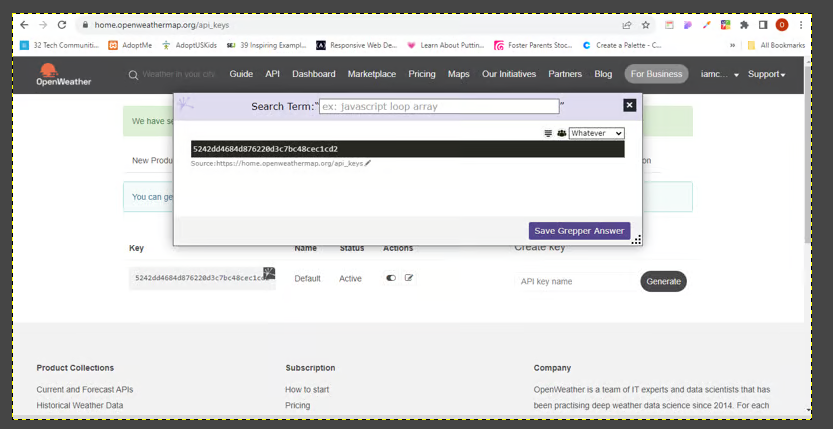 home.openweathermap.org/api_keys
32 Tech Communiti... AdoptMe AdoptUSKids 39 Inspiring Exampl... Responsive Web De... Learn About Puttin... Foster Parents Stoc... Create a Palette - C... » All Bookmarks
OpenWeather Weather in your city Guide API Dashboard Marketplace Pricing Maps Our Initiatives Partners Blog For Business iamc... Support
Search Term:" ex: javascript loop array "
We have se
Whatever
New Produ
5242dd4684d876220d3c7bc48cec1cd2
on
Source:https://home.openweathermap.org/api_keys
You can ge
Save Grepper Answer
Key Name Status Actions Create key
5242dd4684d876220d3c7bc48cec1cd Default Active API key name Generate
Product Collections Subscription Company
Current and Forecast APIs How to start OpenWeather is a team of IT experts and data scientists that has
Historical Weather Data Pricing been practising deep weather data science since 2014. For each